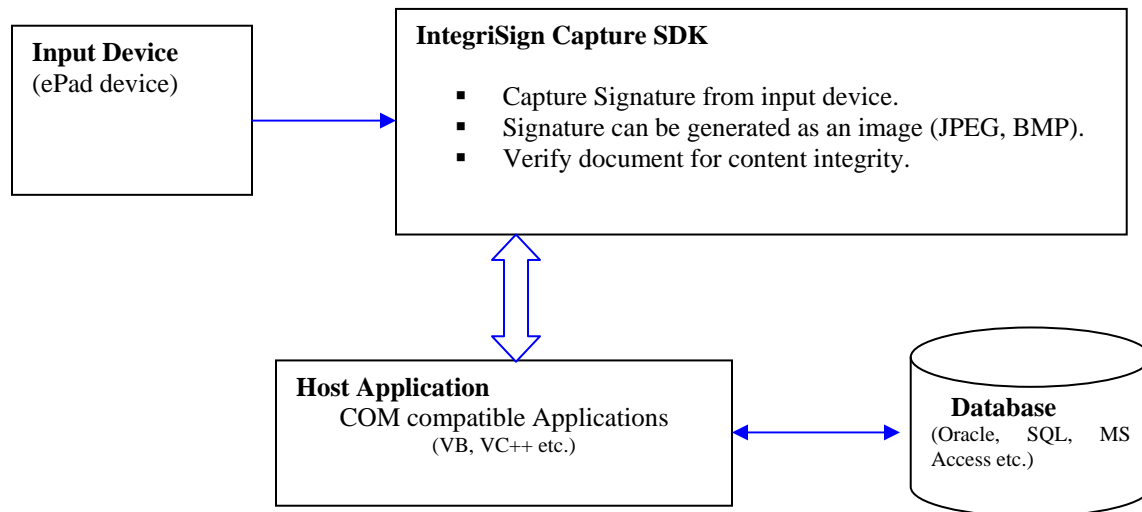 Input Device
(ePad device)
IntegriSign Capture SDK
▪ Capture Signature from input device.
▪ Signature can be generated as an image (JPEG, BMP).
▪ Verify document for content integrity.
Host Application
COM compatible Applications
(VB, VC++ etc.)
Database
(Oracle, SQL, MS
Access etc.)